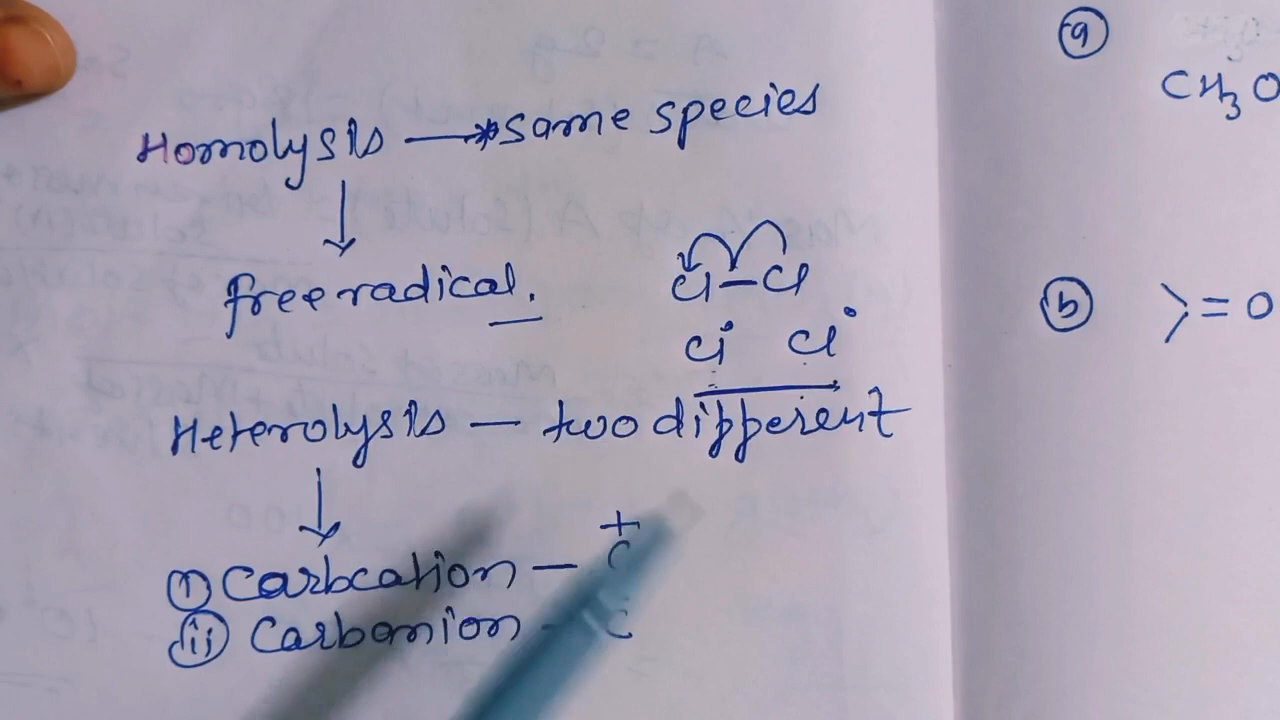 Homolysis → same species
↓
free radical.
Cl–Cl
Cl• Cl•
Heterolysis – two different
↓
(i) Carbcation – C+
(ii) Carbanion – C
(a)
CH3O
(b) >=O